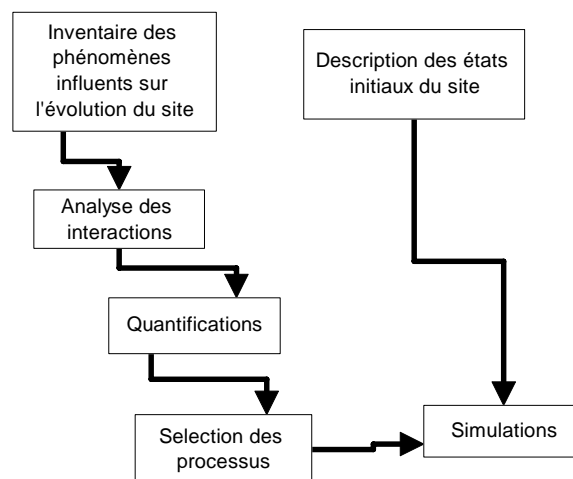 Inventaire des
phénomènes
influents sur
l'évolution du site
Description des états
initiaux du site
Analyse des
interactions
Quantifications
Selection des
processus
Simulations